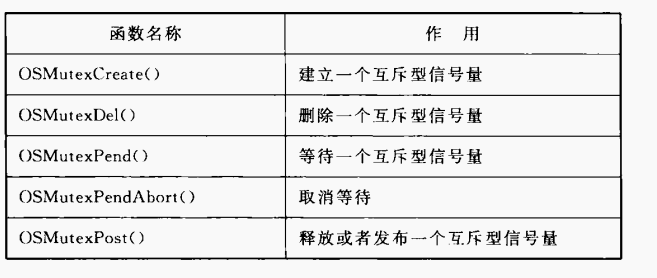 函数名称 作 用
OSMutexCreate() 建立一个互斥型信号量
OSMutexDel() 删除一个互斥型信号量
OSMutexPend() 等待一个互斥型信号量
OSMutexPendAbort() 取消等待
OSMutexPost() 释放或者发布一个互斥型信号量